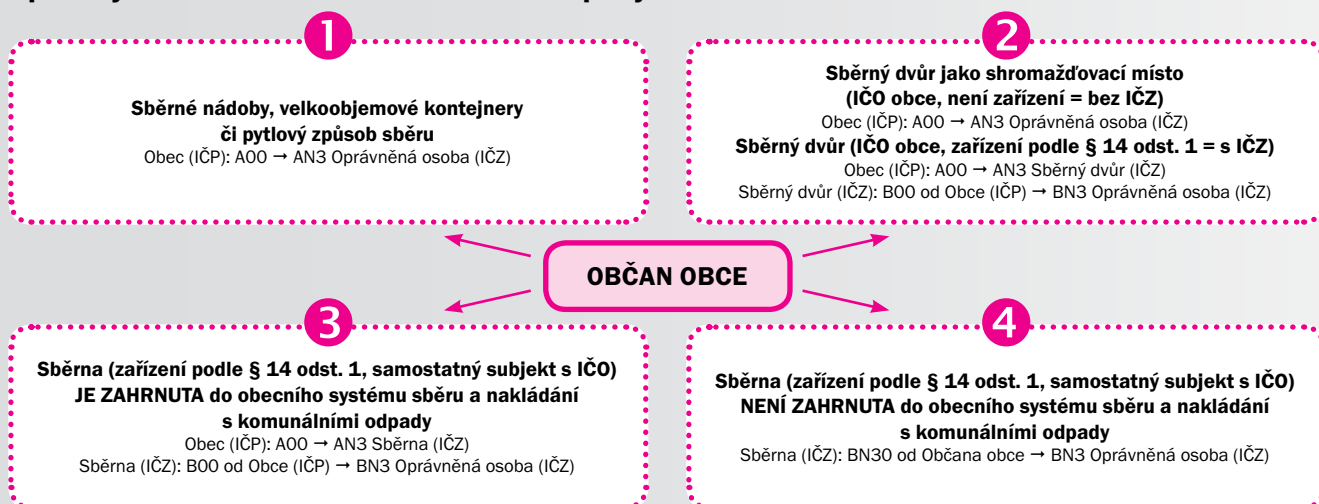 1
Sběrné nádoby, velkoobjemové kontejnery
či pytlový způsob sběru
Obec (IČP): A00 → AN3 Oprávněná osoba (IČZ)
2
Sběrný dvůr jako shromažďovací místo
(IČO obce, není zařízení = bez IČZ)
Obec (IČP): A00 → AN3 Oprávněná osoba (IČZ)
Sběrný dvůr (IČO obce, zařízení podle § 14 odst. 1 = s IČZ)
Obec (IČP): A00 → AN3 Sběrný dvůr (IČZ)
Sběrný dvůr (IČZ): B00 od Obce (IČP) → BN3 Oprávněná osoba (IČZ)
OBČAN OBCE
3
Sběrna (zařízení podle § 14 odst. 1, samostatný subjekt s IČO)
JE ZAHRNUTA do obecního systému sběru a nakládání
s komunálními odpady
Obec (IČP): A00 → AN3 Sběrna (IČZ)
Sběrna (IČZ): B00 od Obce (IČP) → BN3 Oprávněná osoba (IČZ)
4
Sběrna (zařízení podle § 14 odst. 1, samostatný subjekt s IČO)
NENÍ ZAHRNUTA do obecního systému sběru a nakládání
s komunálními odpady
Sběrna (IČZ): BN30 od Občana obce → BN3 Oprávněná osoba (IČZ)